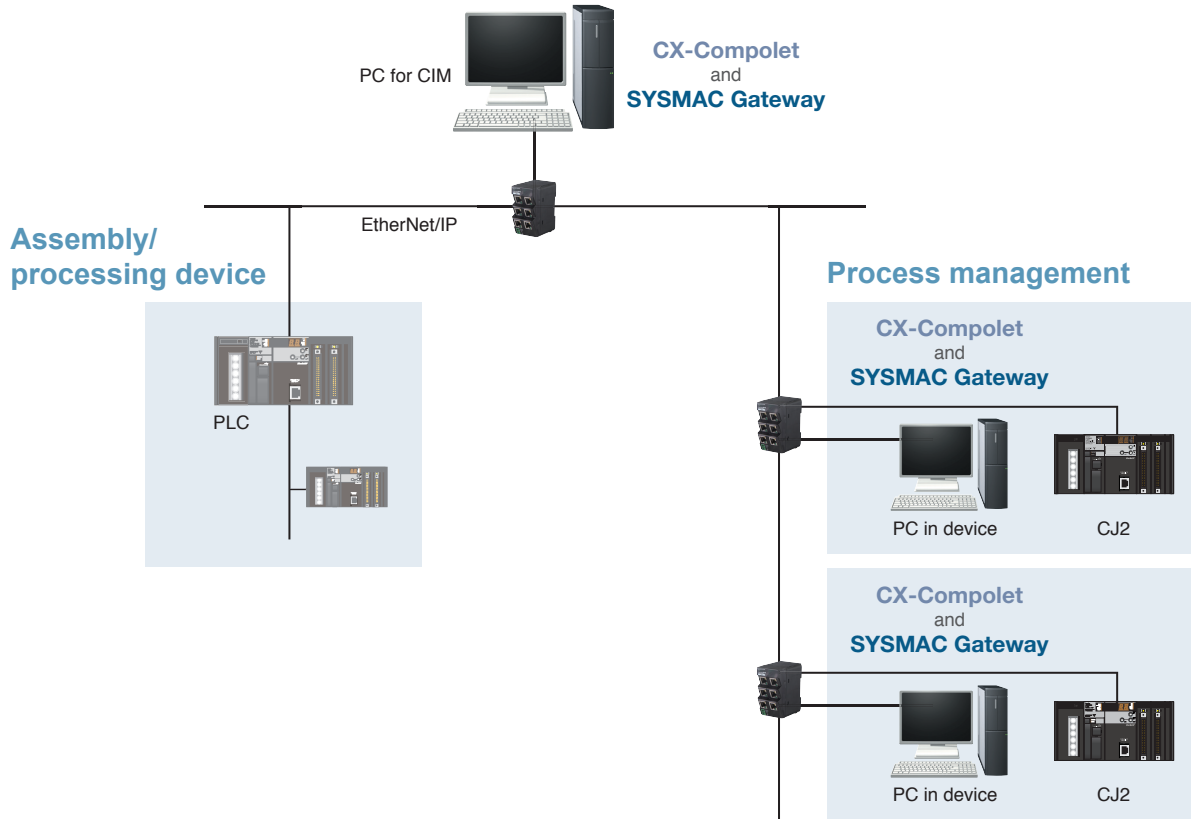 PC for CIM
CX-Compolet
and
SYSMAC Gateway
EtherNet/IP
Assembly/
processing device
PLC
Process management
CX-Compolet
and
SYSMAC Gateway
PC in device
CJ2
CX-Compolet
and
SYSMAC Gateway
PC in device
CJ2